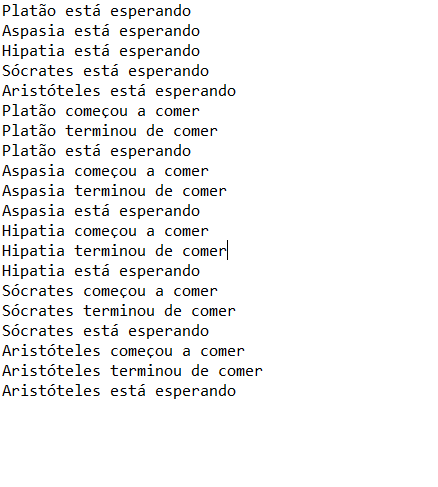 Platão está esperando
Aspasia está esperando
Hipatia está esperando
Sócrates está esperando
Aristóteles está esperando
Platão começou a comer
Platão terminou de comer
Platão está esperando
Aspasia começou a comer
Aspasia terminou de comer
Aspasia está esperando
Hipatia começou a comer
Hipatia terminou de comer
Hipatia está esperando
Sócrates começou a comer
Sócrates terminou de comer
Sócrates está esperando
Aristóteles começou a comer
Aristóteles terminou de comer
Aristóteles está esperando